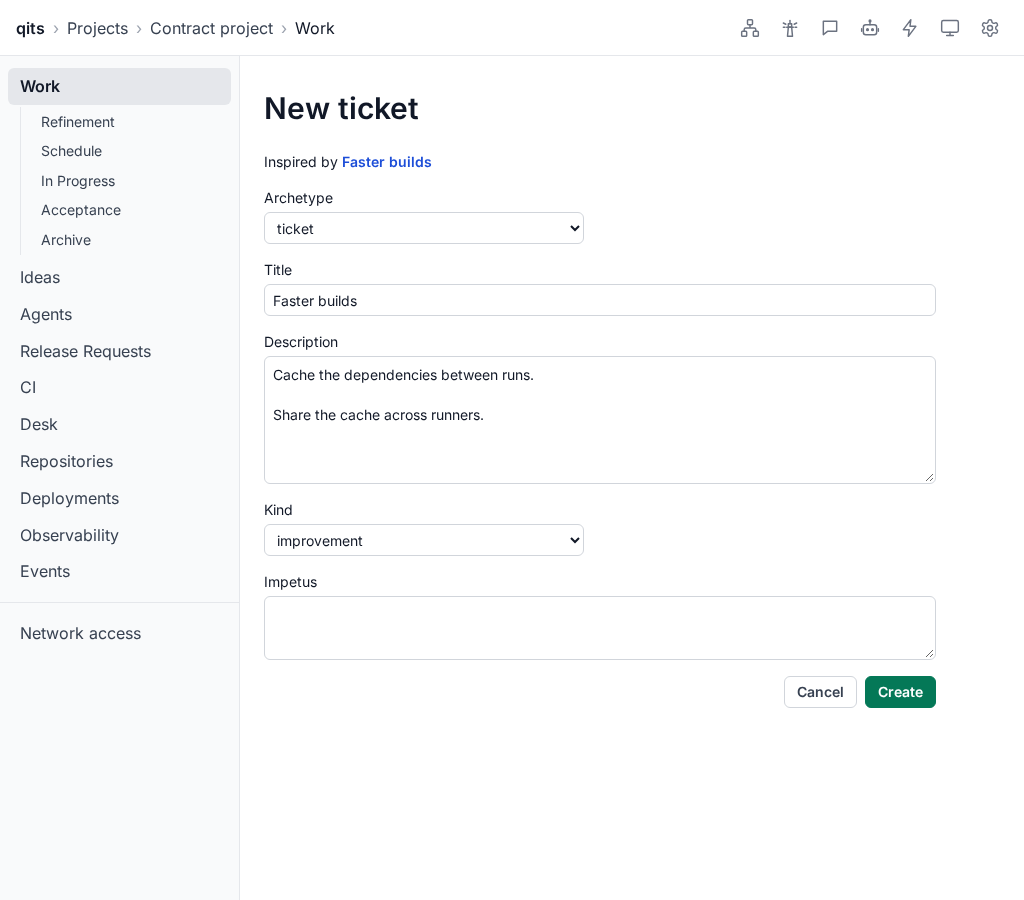 qits › Projects › Contract project › Work
Work
Refinement
Schedule
In Progress
Acceptance
Archive
Ideas
Agents
Release Requests
CI
Desk
Repositories
Deployments
Observability
Events
Network access
New ticket
Inspired by Faster builds
Archetype
ticket
Title
Faster builds
Description
Cache the dependencies between runs.
Share the cache across runners.
Kind
improvement
Impetus
Cancel Create